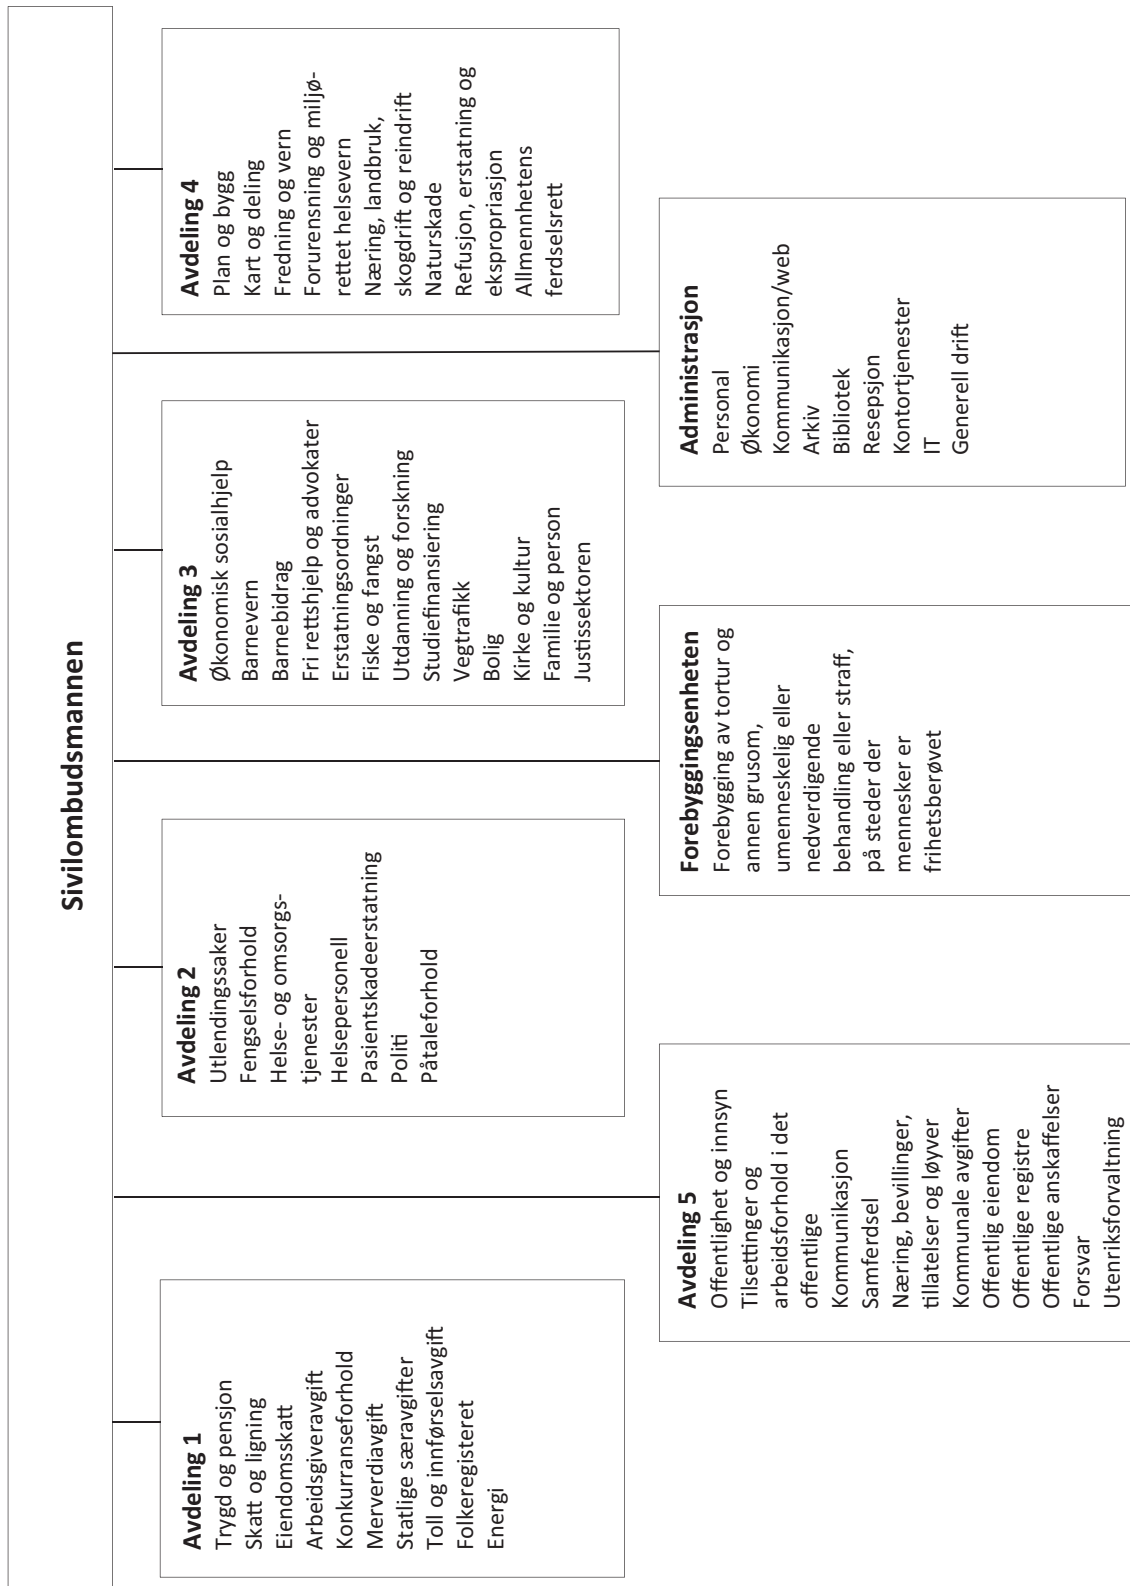 Sivilombudsmannen
Avdeling 1
Trygd og pensjon
Skatt og ligning
Eiendomsskatt
Arbeidsgiveravgift
Konkurranseforhold
Merverdiavgift
Statlige særavgifter
Toll og innførselsavgift
Folkeregisteret
Energi
Avdeling 2
Utlendingssaker
Fengselsforhold
Helse- og omsorgs-
tjenester
Helsepersonell
Pasientskadeerstatning
Politi
Påtaleforhold
Avdeling 3
Økonomisk sosialhjelp
Barnevern
Barnebidrag
Fri rettshjelp og advokater
Erstatningsordninger
Fiske og fangst
Utdanning og forskning
Studiefinansiering
Vegtrafikk
Bolig
Kirke og kultur
Familie og person
Justissektoren
Avdeling 4
Plan og bygg
Kart og deling
Fredning og vern
Forurensning og miljø-
rettet helsevern
Næring, landbruk,
skogdrift og reindrift
Naturskade
Refusjon, erstatning og
ekspropriasjon
Allmennhetens
ferdselsrett
Avdeling 5
Offentlighet og innsyn
Tilsettinger og
arbeidsforhold i det
offentlige
Kommunikasjon
Samferdsel
Næring, bevillinger,
tillatelser og løyver
Kommunale avgifter
Offentlig eiendom
Offentlige registre
Offentlige anskaffelser
Forsvar
Utenriksforvaltning
Forebyggingsenheten
Forebygging av tortur og
annen grusom,
umenneskelig eller
nedverdigende
behandling eller straff,
på steder der
mennesker er
frihetsberøvet
Administrasjon
Personal
Økonomi
Kommunikasjon/web
Arkiv
Bibliotek
Resepsjon
Kontortjenester
IT
Generell drift